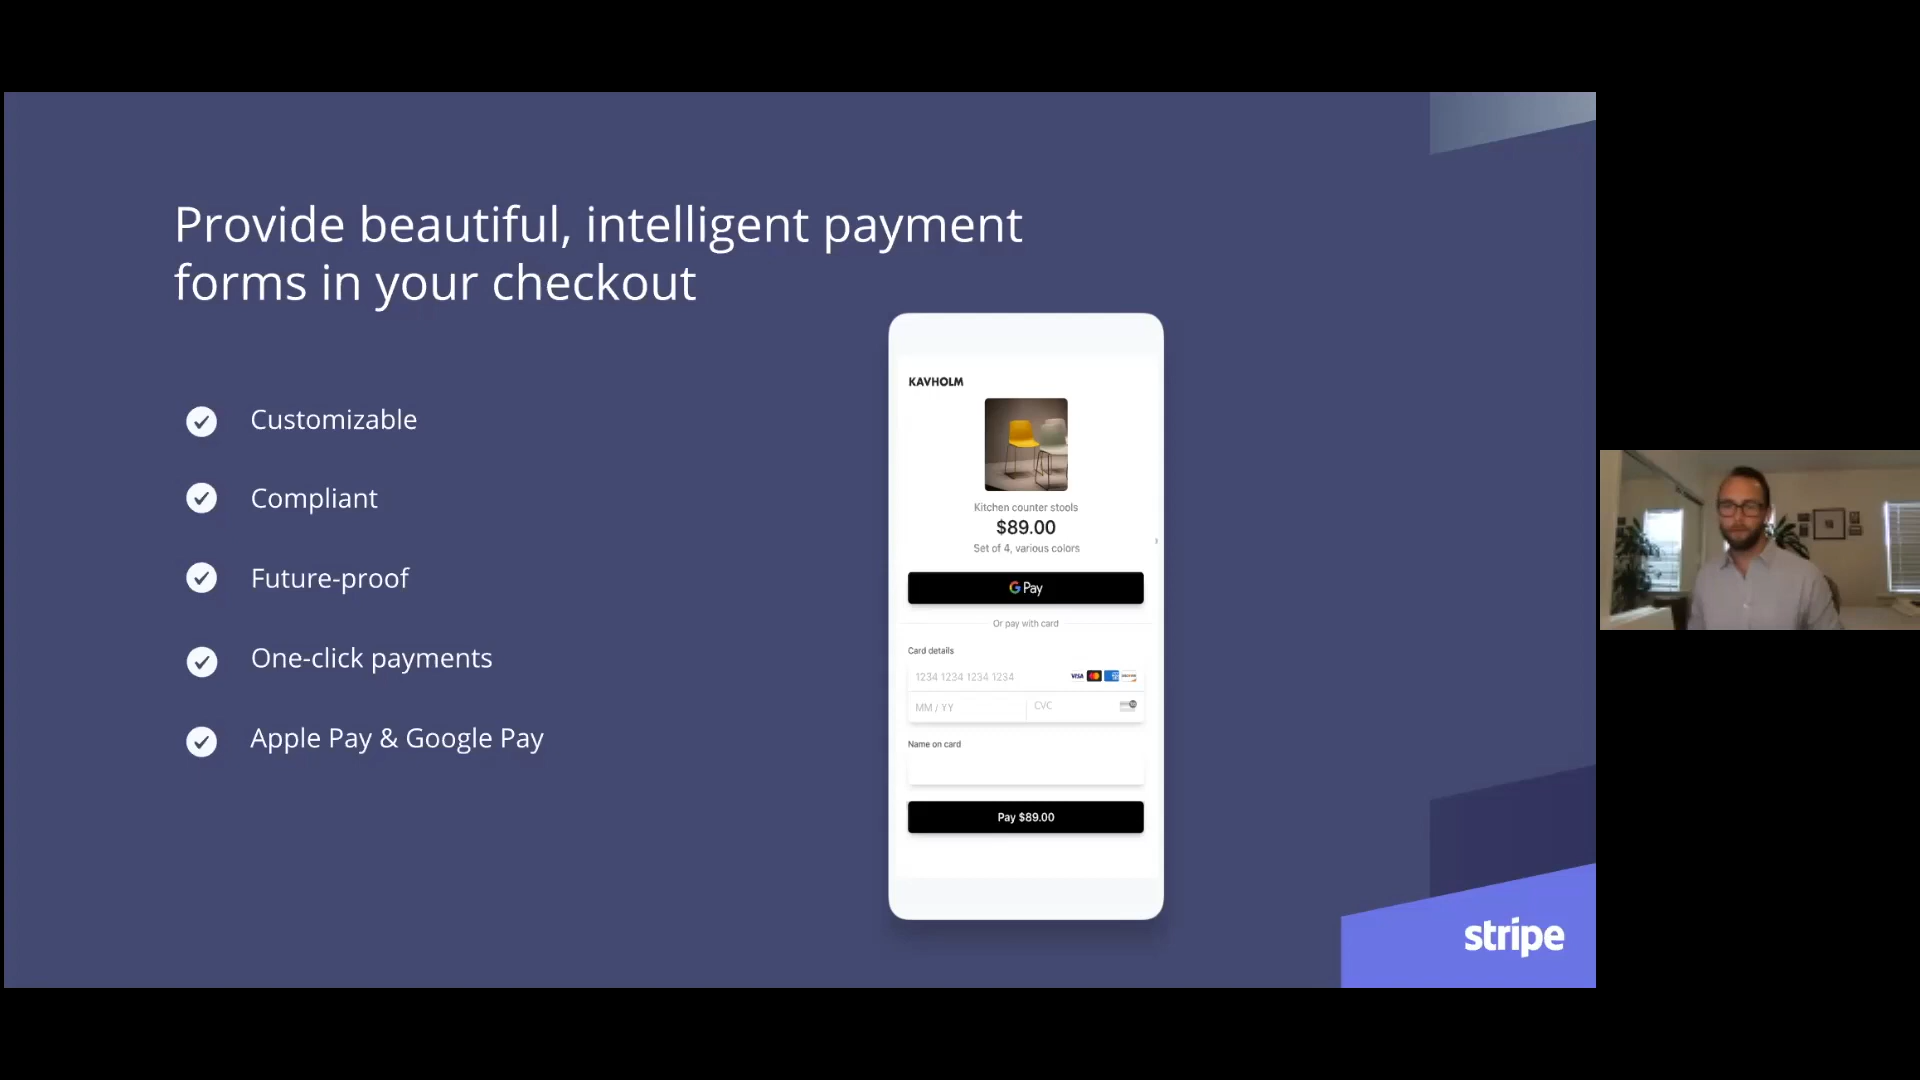 Provide beautiful, intelligent payment
forms in your checkout
Customizable
Compliant
Future-proof
One-click payments
Apple Pay & Google Pay
KAVHOLM
Kitchen counter stools
$89.00
Set of 4, various colors
G Pay
Or pay with card
Card details
1234 1234 1234 1234
VISA
MM / YY
CVC
Name on card
Pay $89.00
stripe